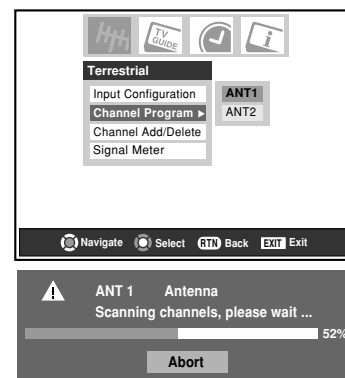 TV
GUIDE
i
Terrestrial
Input Configuration
Channel Program ▶
Channel Add/Delete
Signal Meter
ANT1
ANT2
Navigate Select RTN Back EXIT Exit
ANT 1 Antenna
Scanning channels, please wait ...
52%
Abort